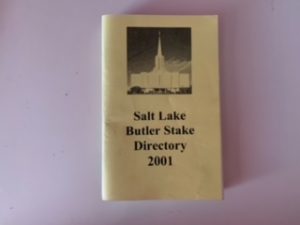 Salt Lake
Butler Stake
Directory
2001